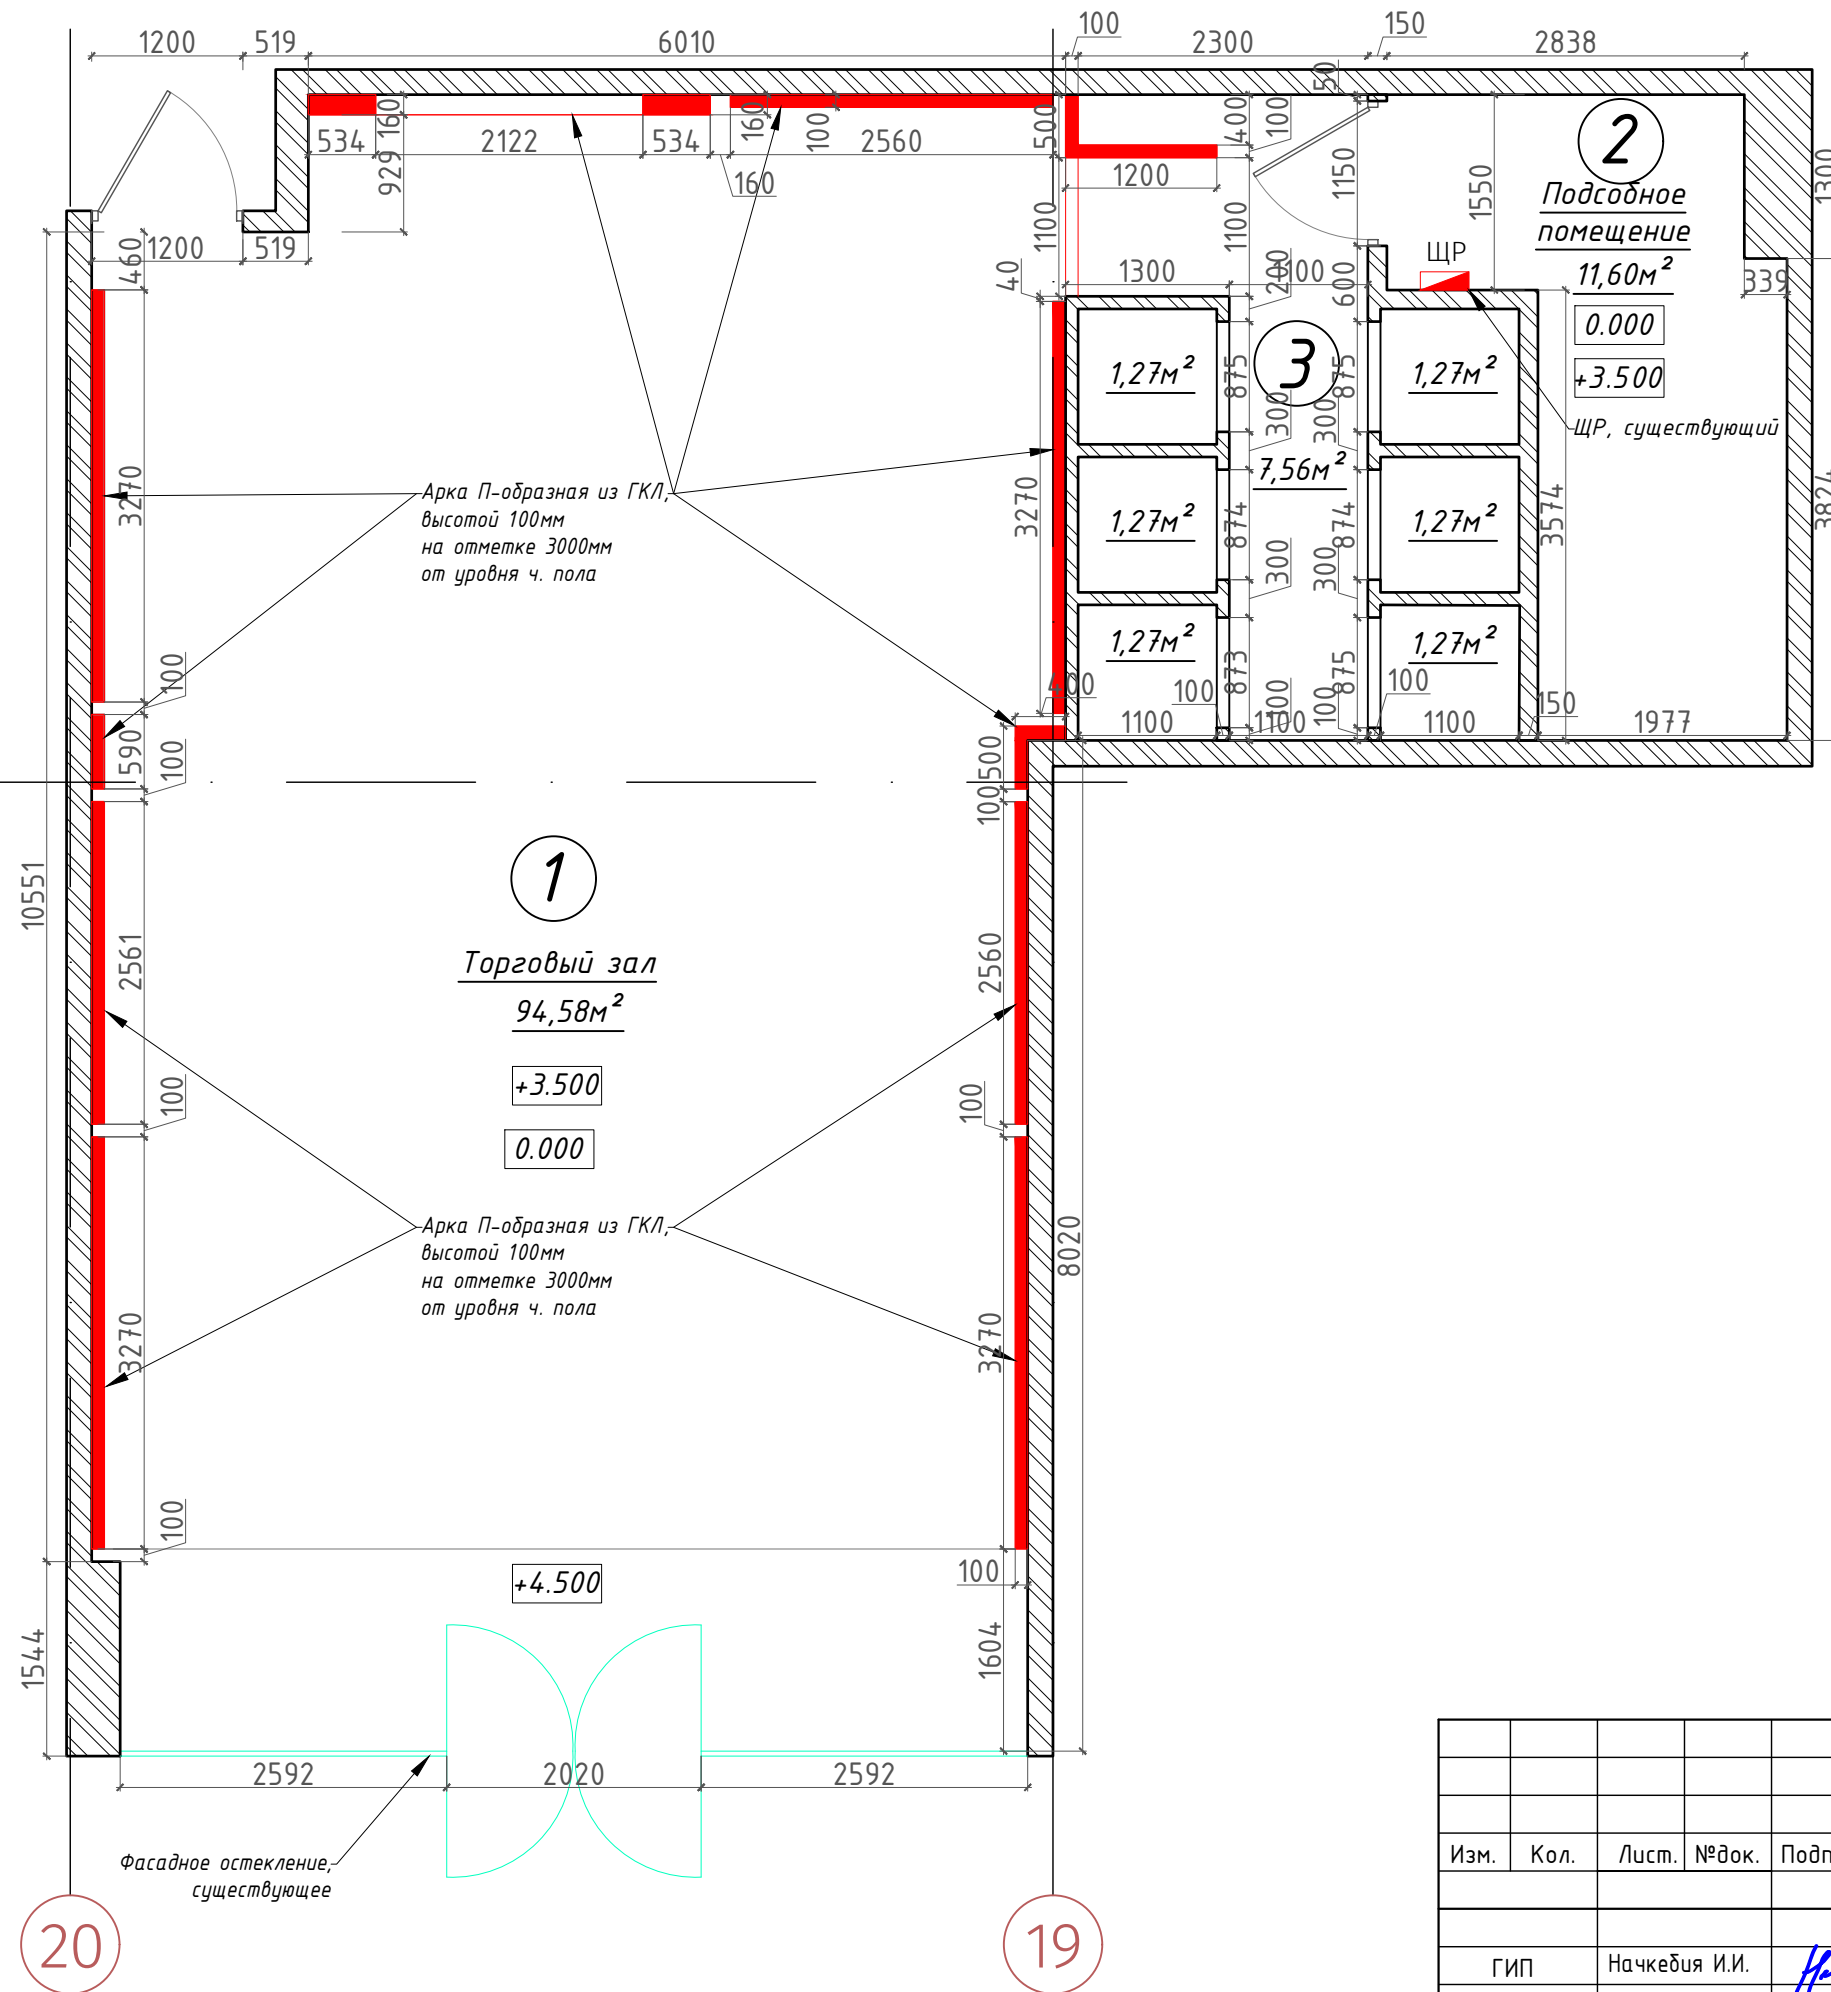 1200 519 6010 100 2300 150 2838
50
160 160 100 500 400 100
534 2122 534 2560
929
160
1200
1150
1550
1300
2
Подсобное
помещение
11,60м²
0.000
+3.500
ЩР
339
1200 519
460
1100 1100
40 1300 200 1100 600
3
7,56м²
1,27м² 875 875 1,27м²
ЩР, существующий
300 300
3270
Арка П-образная из ГКЛ,
высотой 100мм
на отметке 3000мм
от уровня ч. пола
3270
1,27м² 874 874 1,27м²
3574
3824
300 300
1,27м² 873 875 1,27м²
100
400 100 100 100 100
1100 1100 1100 150 1977
590 100
500
100
10551
1
Торговый зал
94,58м²
+3.500
0.000
2561
2560
100 100
Арка П-образная из ГКЛ,
высотой 100мм
на отметке 3000мм
от уровня ч. пола
8020
3270 3270
100
+4.500
100
1544
1604
2592 2020 2592
Фасадное остекление,
существующее
20 19
Изм. Кол. Лист. №док. Подп
ГИП Начкебия И.И.